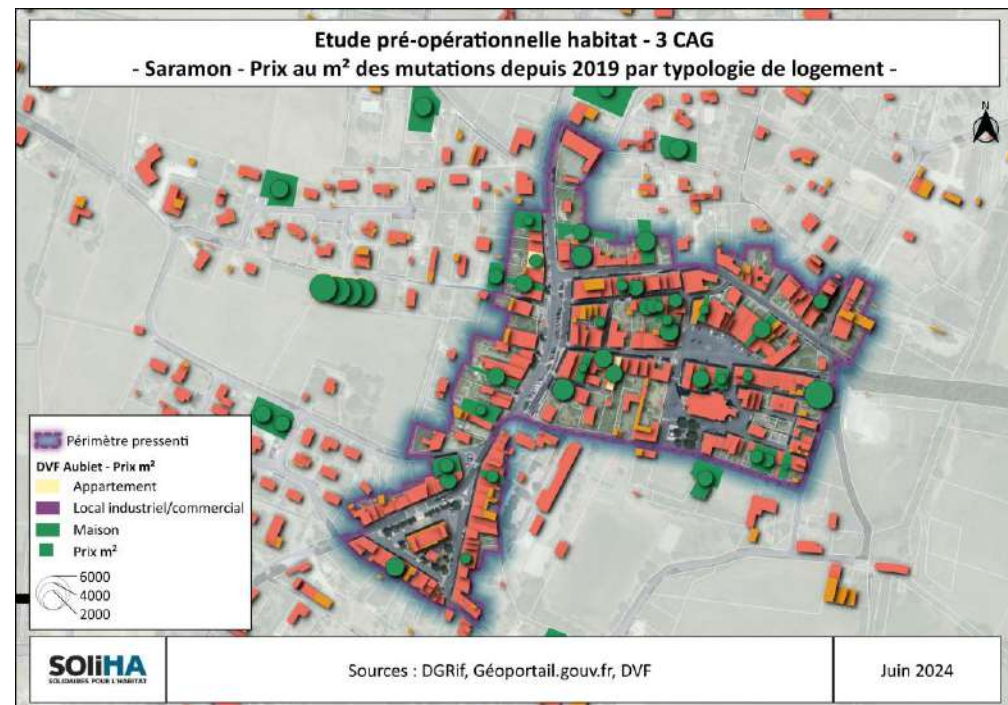 Etude pré-opérationnelle habitat - 3 CAG
- Saramon - Prix au m² des mutations depuis 2019 par typologie de logement -
N
Périmètre pressenti
DVF Aubiet - Prix m²
Appartement
Local industriel/commercial
Maison
Prix m²
6000
4000
2000
SOliHA
SOLIDAIRES POUR L'HABITAT
Sources : DGRif, Géoportail.gouv.fr, DVF
Juin 2024